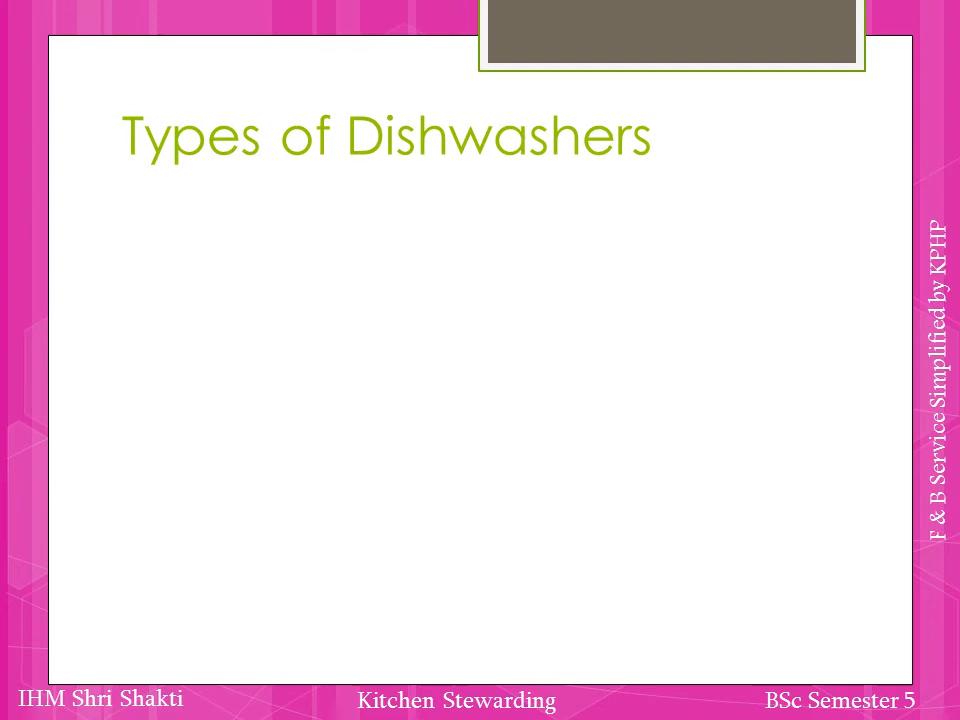 Types of Dishwashers
F & B Service Simplified by KPHP
IHM Shri Shakti
Kitchen Stewarding
BSc Semester 5